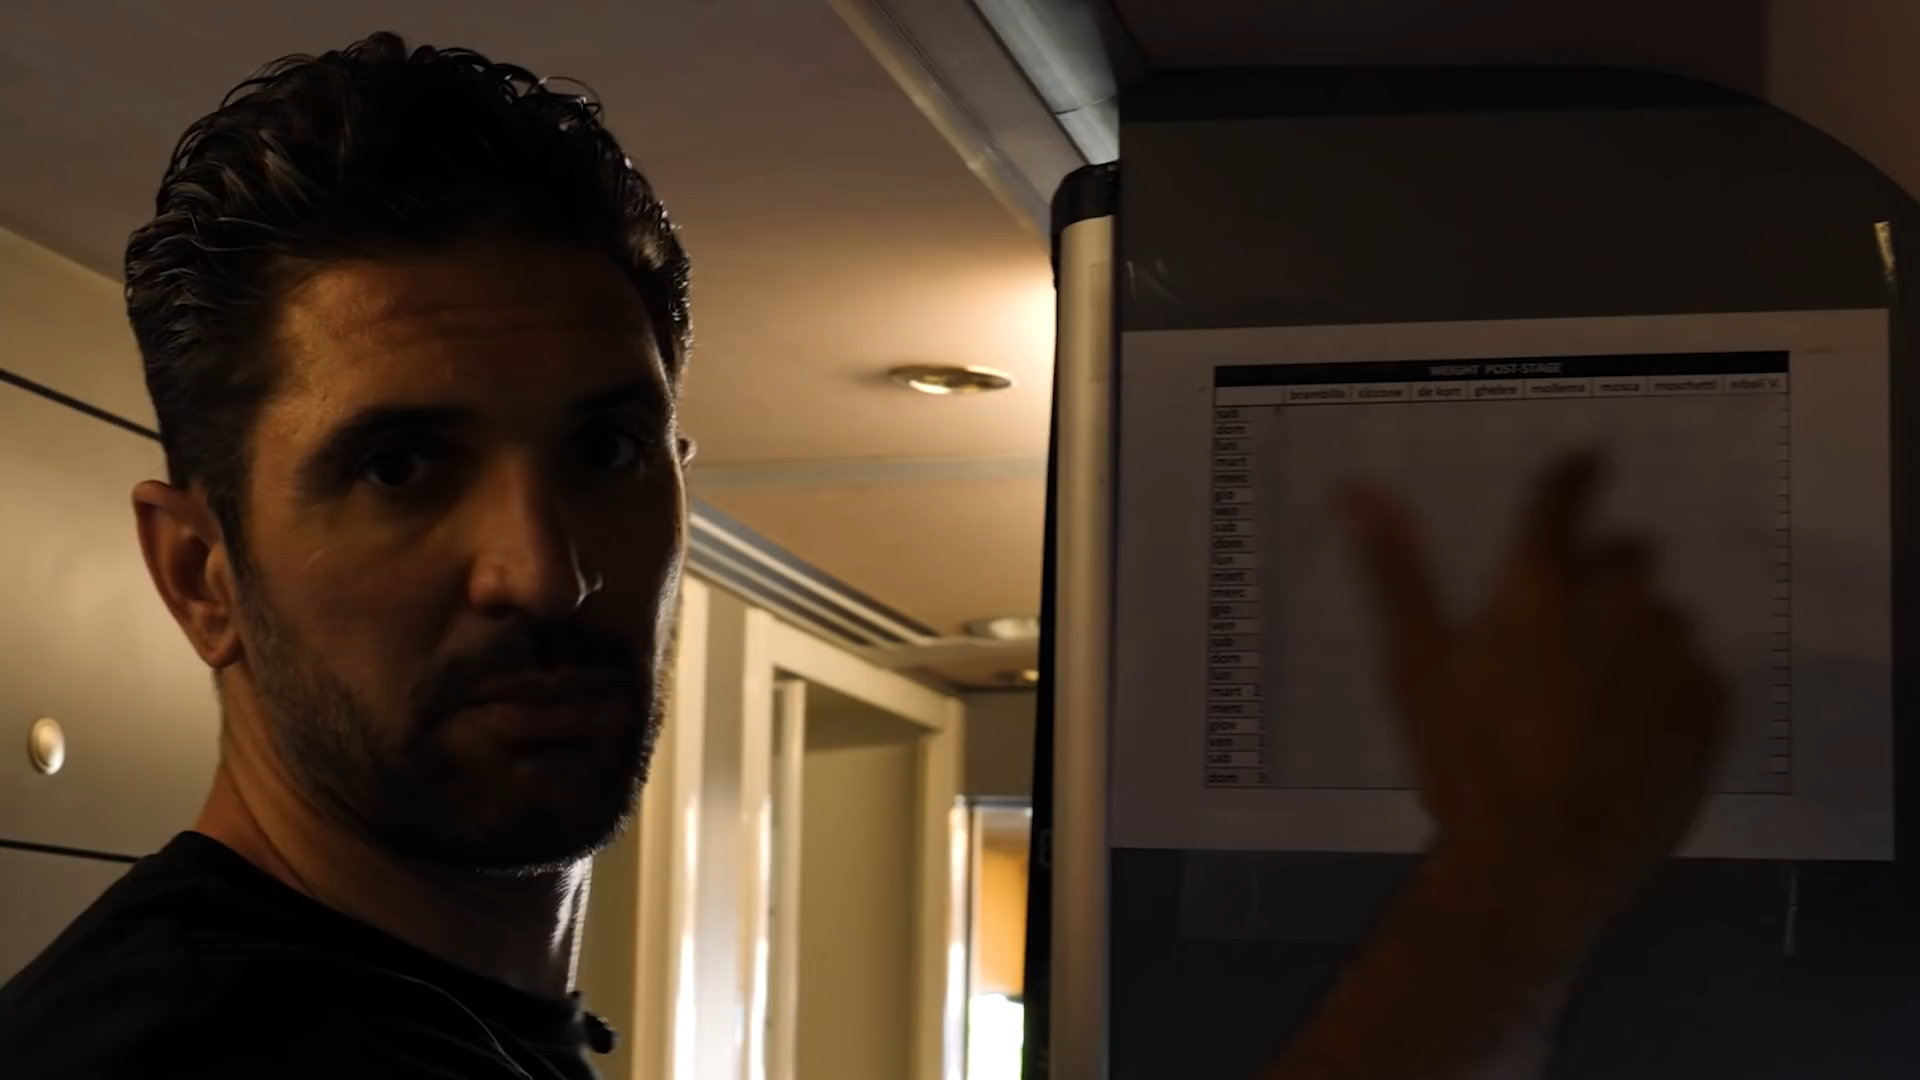 WEIGHT POST-STAGE
brambilla ciccone de kort ghebre mollema mosca moschetti nibali V.
sab
dom
lun
mart
merc
gio
ven
sab
dom
lun
mart
merc
gio
ven
sab
dom
lun
mart 2
merc
giov
ven
sab
dom